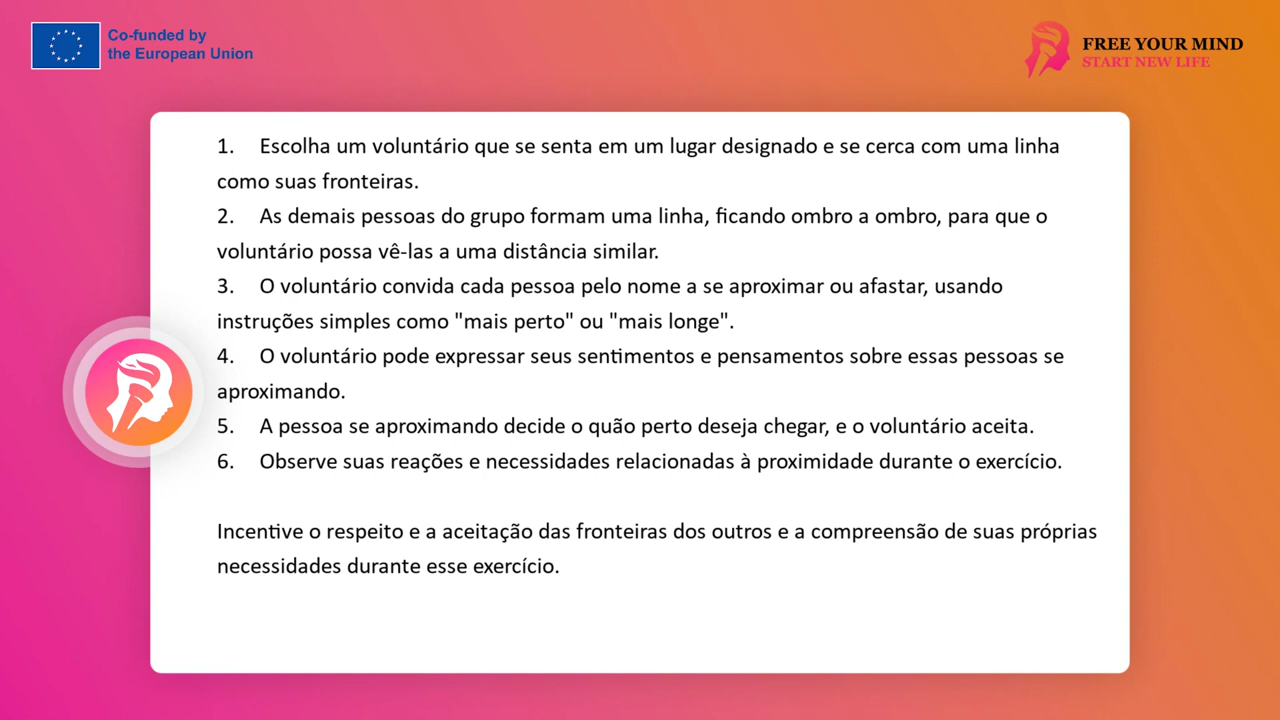 Co-funded by
the European Union
FREE YOUR MIND
START NEW LIFE
1. Escolha um voluntário que se senta em um lugar designado e se cerca com uma linha
como suas fronteiras.
2. As demais pessoas do grupo formam uma linha, ficando ombro a ombro, para que o
voluntário possa vê-las a uma distância similar.
3. O voluntário convida cada pessoa pelo nome a se aproximar ou afastar, usando
instruções simples como "mais perto" ou "mais longe".
4. O voluntário pode expressar seus sentimentos e pensamentos sobre essas pessoas se
aproximando.
5. A pessoa se aproximando decide o quão perto deseja chegar, e o voluntário aceita.
6. Observe suas reações e necessidades relacionadas à proximidade durante o exercício.
Incentive o respeito e a aceitação das fronteiras dos outros e a compreensão de suas próprias
necessidades durante esse exercício.